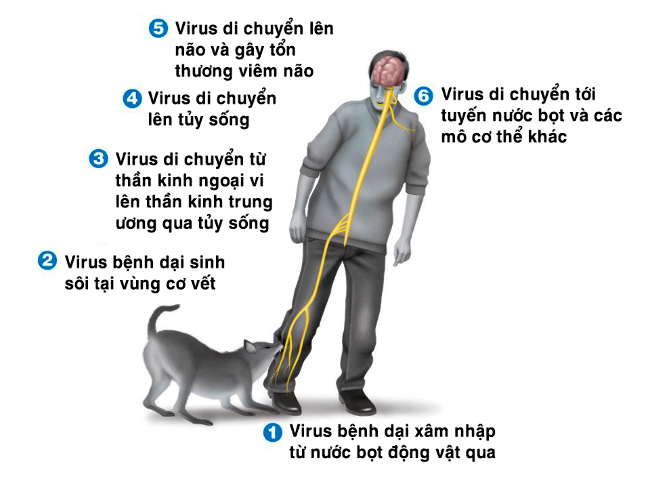 5 Virus di chuyển lên
não và gây tổn
thương viêm não
4 Virus di chuyển
lên tủy sống
6 Virus di chuyển tới
tuyến nước bọt và các
mô cơ thể khác
3 Virus di chuyển từ
thần kinh ngoại vi
lên thần kinh trung
ương qua tủy sống
2 Virus bệnh dại sinh
sôi tại vùng cơ vết
1 Virus bệnh dại xâm nhập
từ nước bọt động vật qua